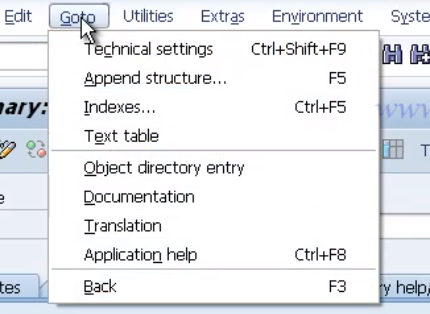 Edit Goto Utilities Extras Environment Syste
Technical settings Ctrl+Shift+F9
Append structure... F5
Indexes... Ctrl+F5
Text table
Object directory entry
Documentation
Translation
Application help Ctrl+F8
Back F3
nary:
www
T
e
tes
ry help/